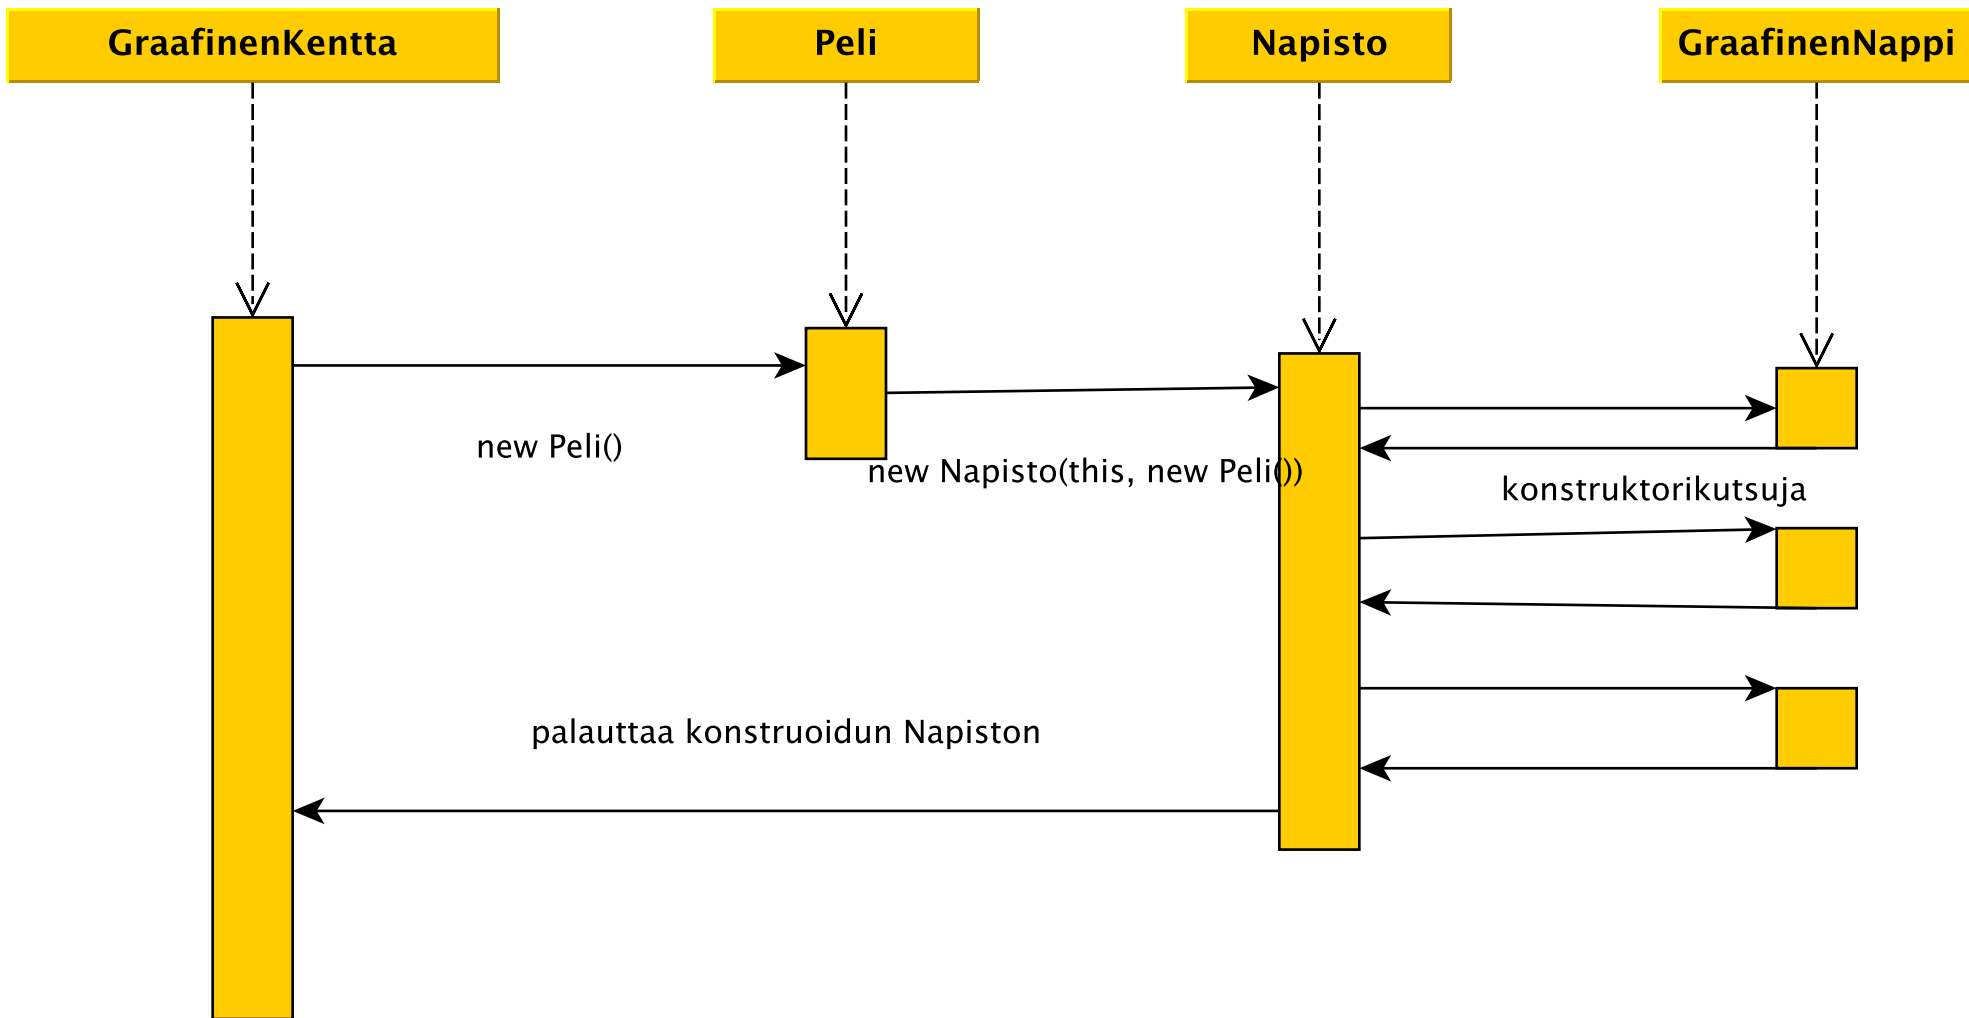 GraafinenKentta
Peli
Napisto
GraafinenNappi
new Peli()
new Napisto(this, new Peli())
konstruktorikutsuja
palauttaa konstruoidun Napiston